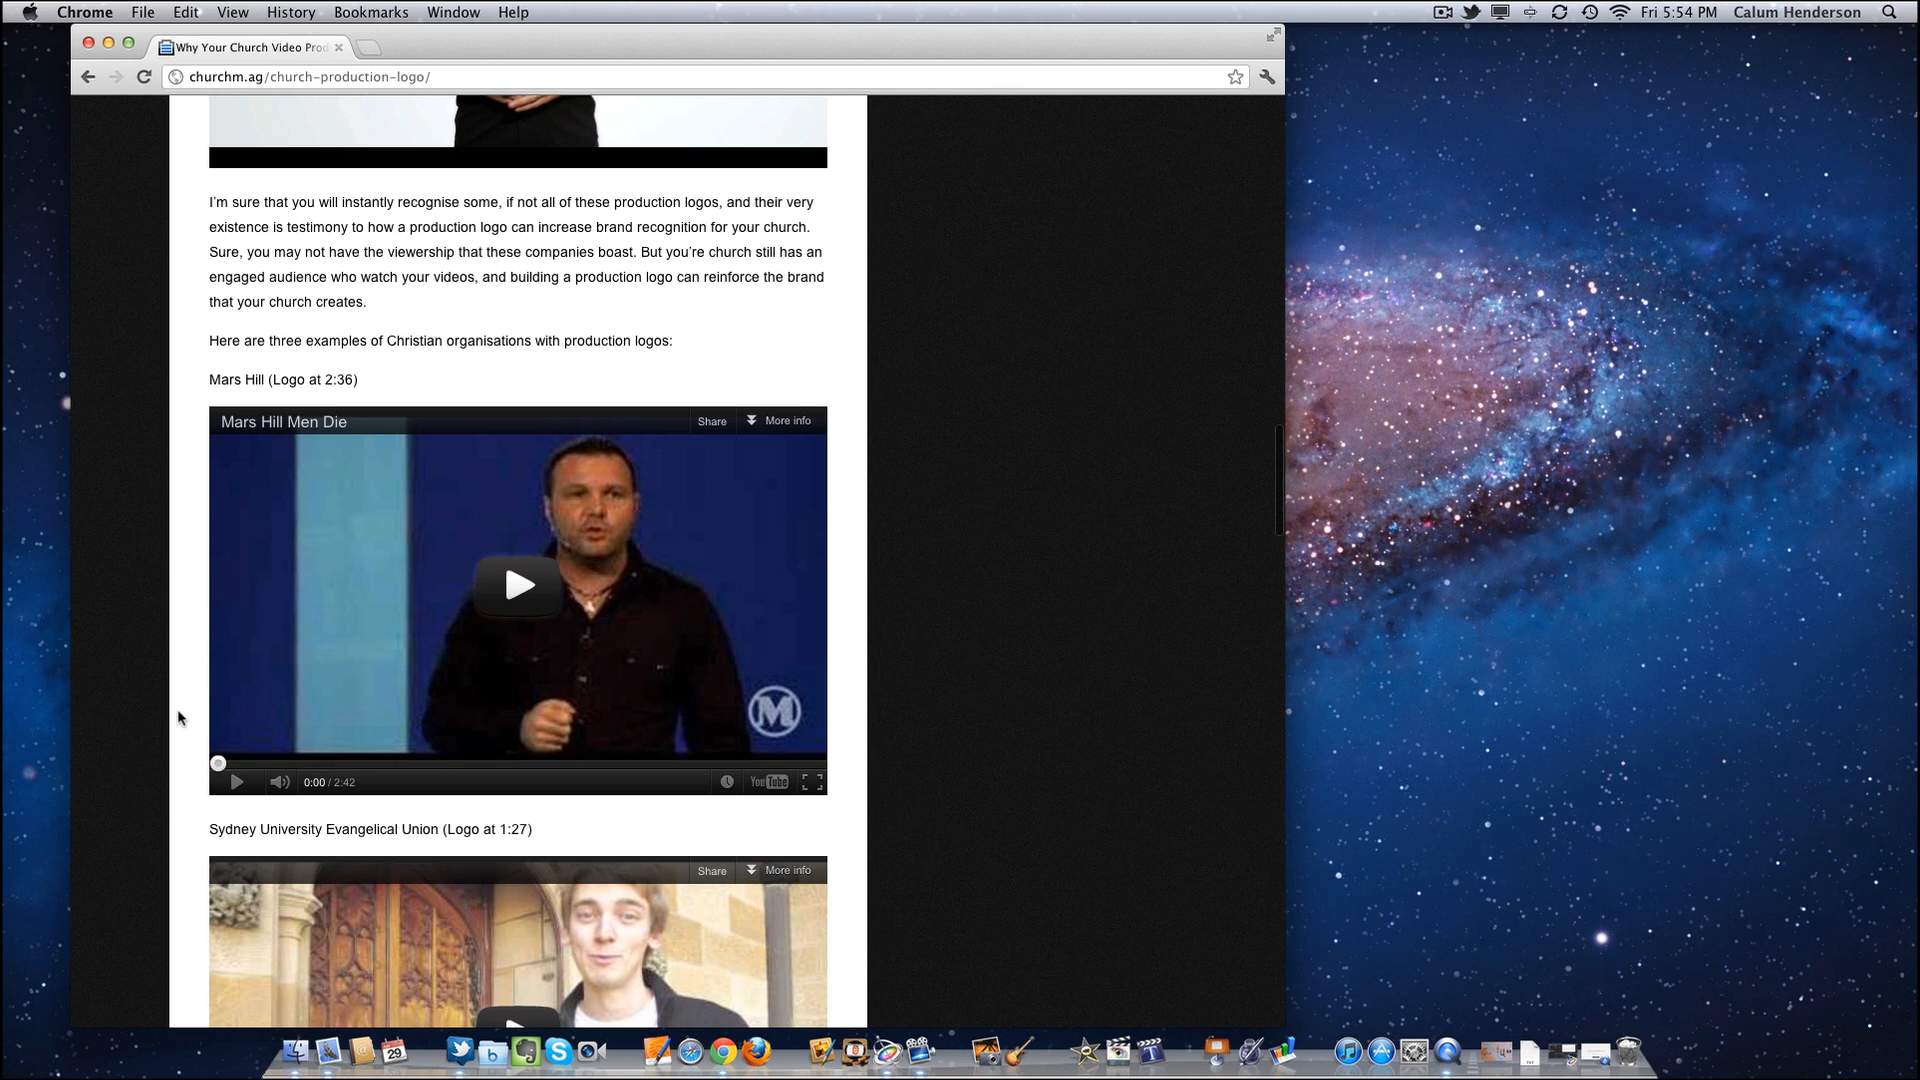 Chrome File Edit View History Bookmarks Window Help
Fri 5:54 PM Calum Henderson
Why Your Church Video Prod
churchm.ag/church-production-logo/
I'm sure that you will instantly recognise some, if not all of these production logos, and their very
existence is testimony to how a production logo can increase brand recognition for your church.
Sure, you may not have the viewership that these companies boast. But you're church still has an
engaged audience who watch your videos, and building a production logo can reinforce the brand
that your church creates.
Here are three examples of Christian organisations with production logos:
Mars Hill (Logo at 2:36)
Mars Hill Men Die
Share More info
M
0:00 / 2:42
YouTube
Sydney University Evangelical Union (Logo at 1:27)
Share More info
29